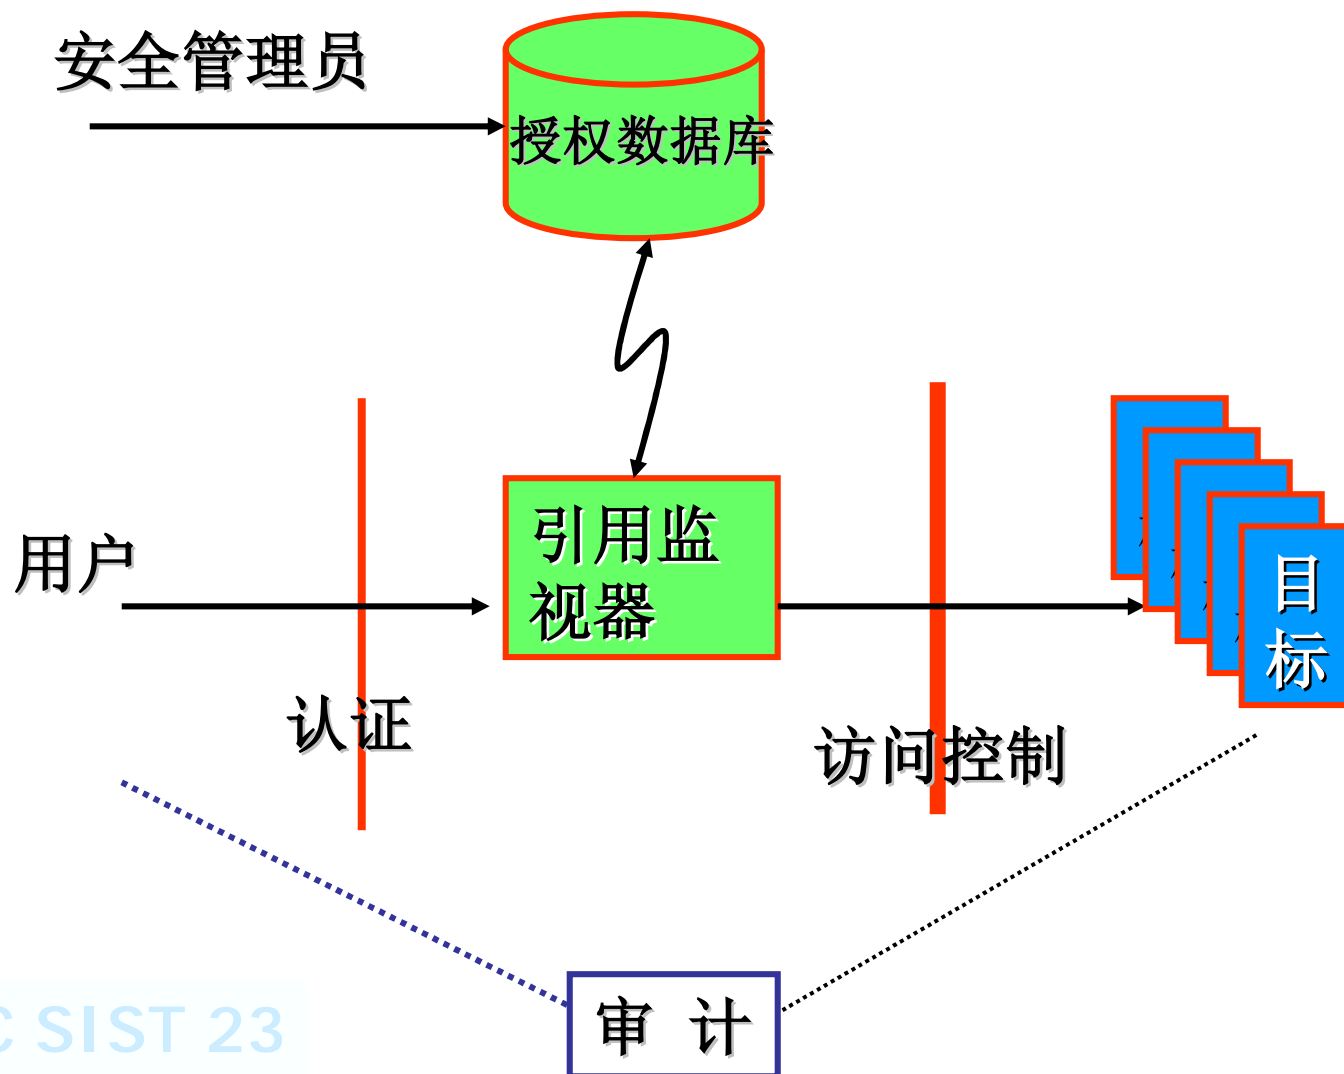 安全管理员
授权数据库
引用监
视器
用户
目
标
认证
访问控制
审 计
C SIST 23